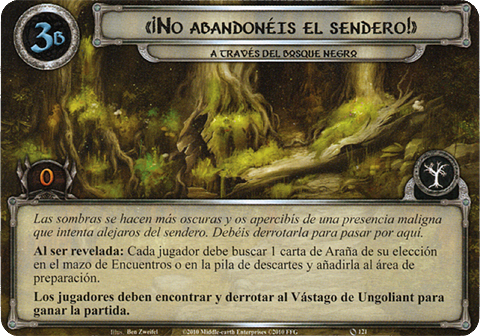 3B
«¡No abandonéis el sendero!»
A través del Bosque Negro
0
Las sombras se hacen más oscuras y os apercibís de una presencia maligna
que intenta alejaros del sendero. Debéis derrotarla para pasar por aquí.
Al ser revelada: Cada jugador debe buscar 1 carta de Araña de su elección
en el mazo de Encuentros o en la pila de descartes y añadirla al área de
preparación.
Los jugadores deben encontrar y derrotar al Vástago de Ungoliant para
ganar la partida.
Illus. Ben Zweifel ©2010 Middle-earth Enterprises ©2010 FFG 121